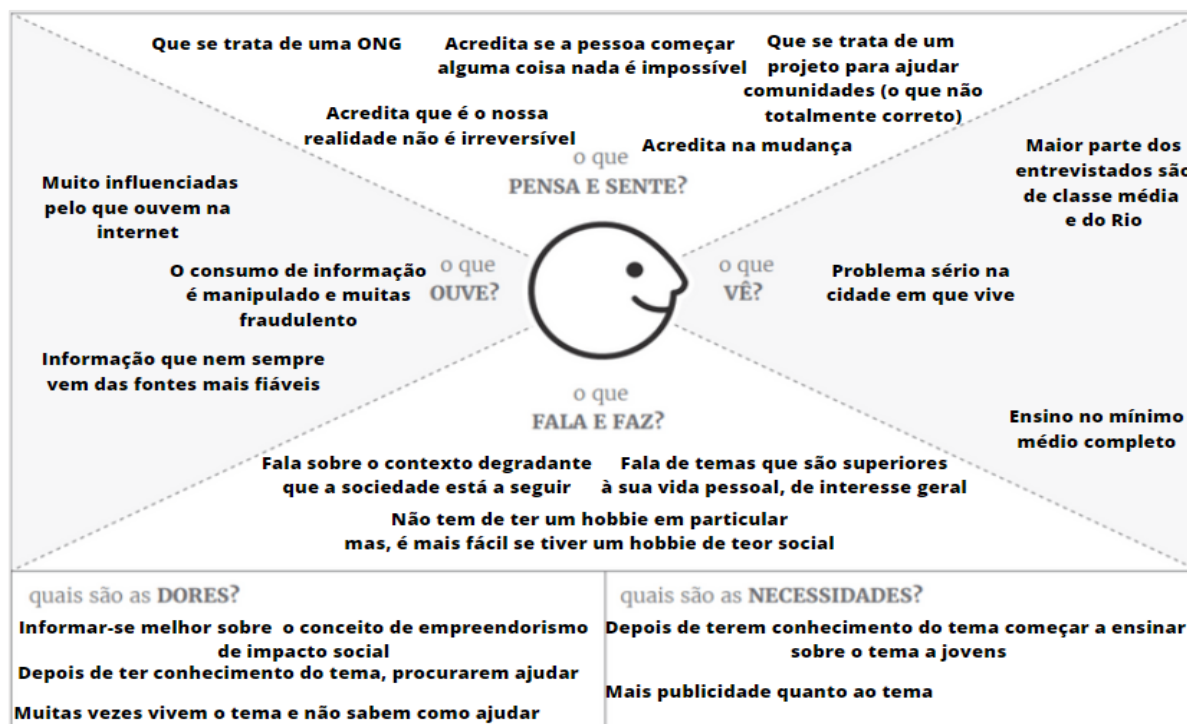 Que se trata de uma ONG
Acredita se a pessoa começar
alguma coisa nada é impossível
Que se trata de um
projeto para ajudar
comunidades (o que não
totalmente correto)
Acredita que é o nossa
realidade não é irreversível
Acredita na mudança
o que
PENSA E SENTE?
Muito influenciadas
pelo que ouvem na
internet
O consumo de informação
é manipulado e muitas
fraudulento
Informação que nem sempre
vem das fontes mais fiáveis
o que
OUVE?
o que
VÊ?
Maior parte dos
entrevistados são
de classe média
e do Rio
Problema sério na
cidade em que vive
Ensino no mínimo
médio completo
o que
FALA E FAZ?
Fala sobre o contexto degradante
que a sociedade está a seguir
Fala de temas que são superiores
à sua vida pessoal, de interesse geral
Não tem de ter um hobbie em particular
mas, é mais fácil se tiver um hobbie de teor social
quais são as DORES?
Informar-se melhor sobre o conceito de empreendorismo
de impacto social
Depois de ter conhecimento do tema, procurarem ajudar
Muitas vezes vivem o tema e não sabem como ajudar
quais são as NECESSIDADES?
Depois de terem conhecimento do tema começar a ensinar
sobre o tema a jovens
Mais publicidade quanto ao tema